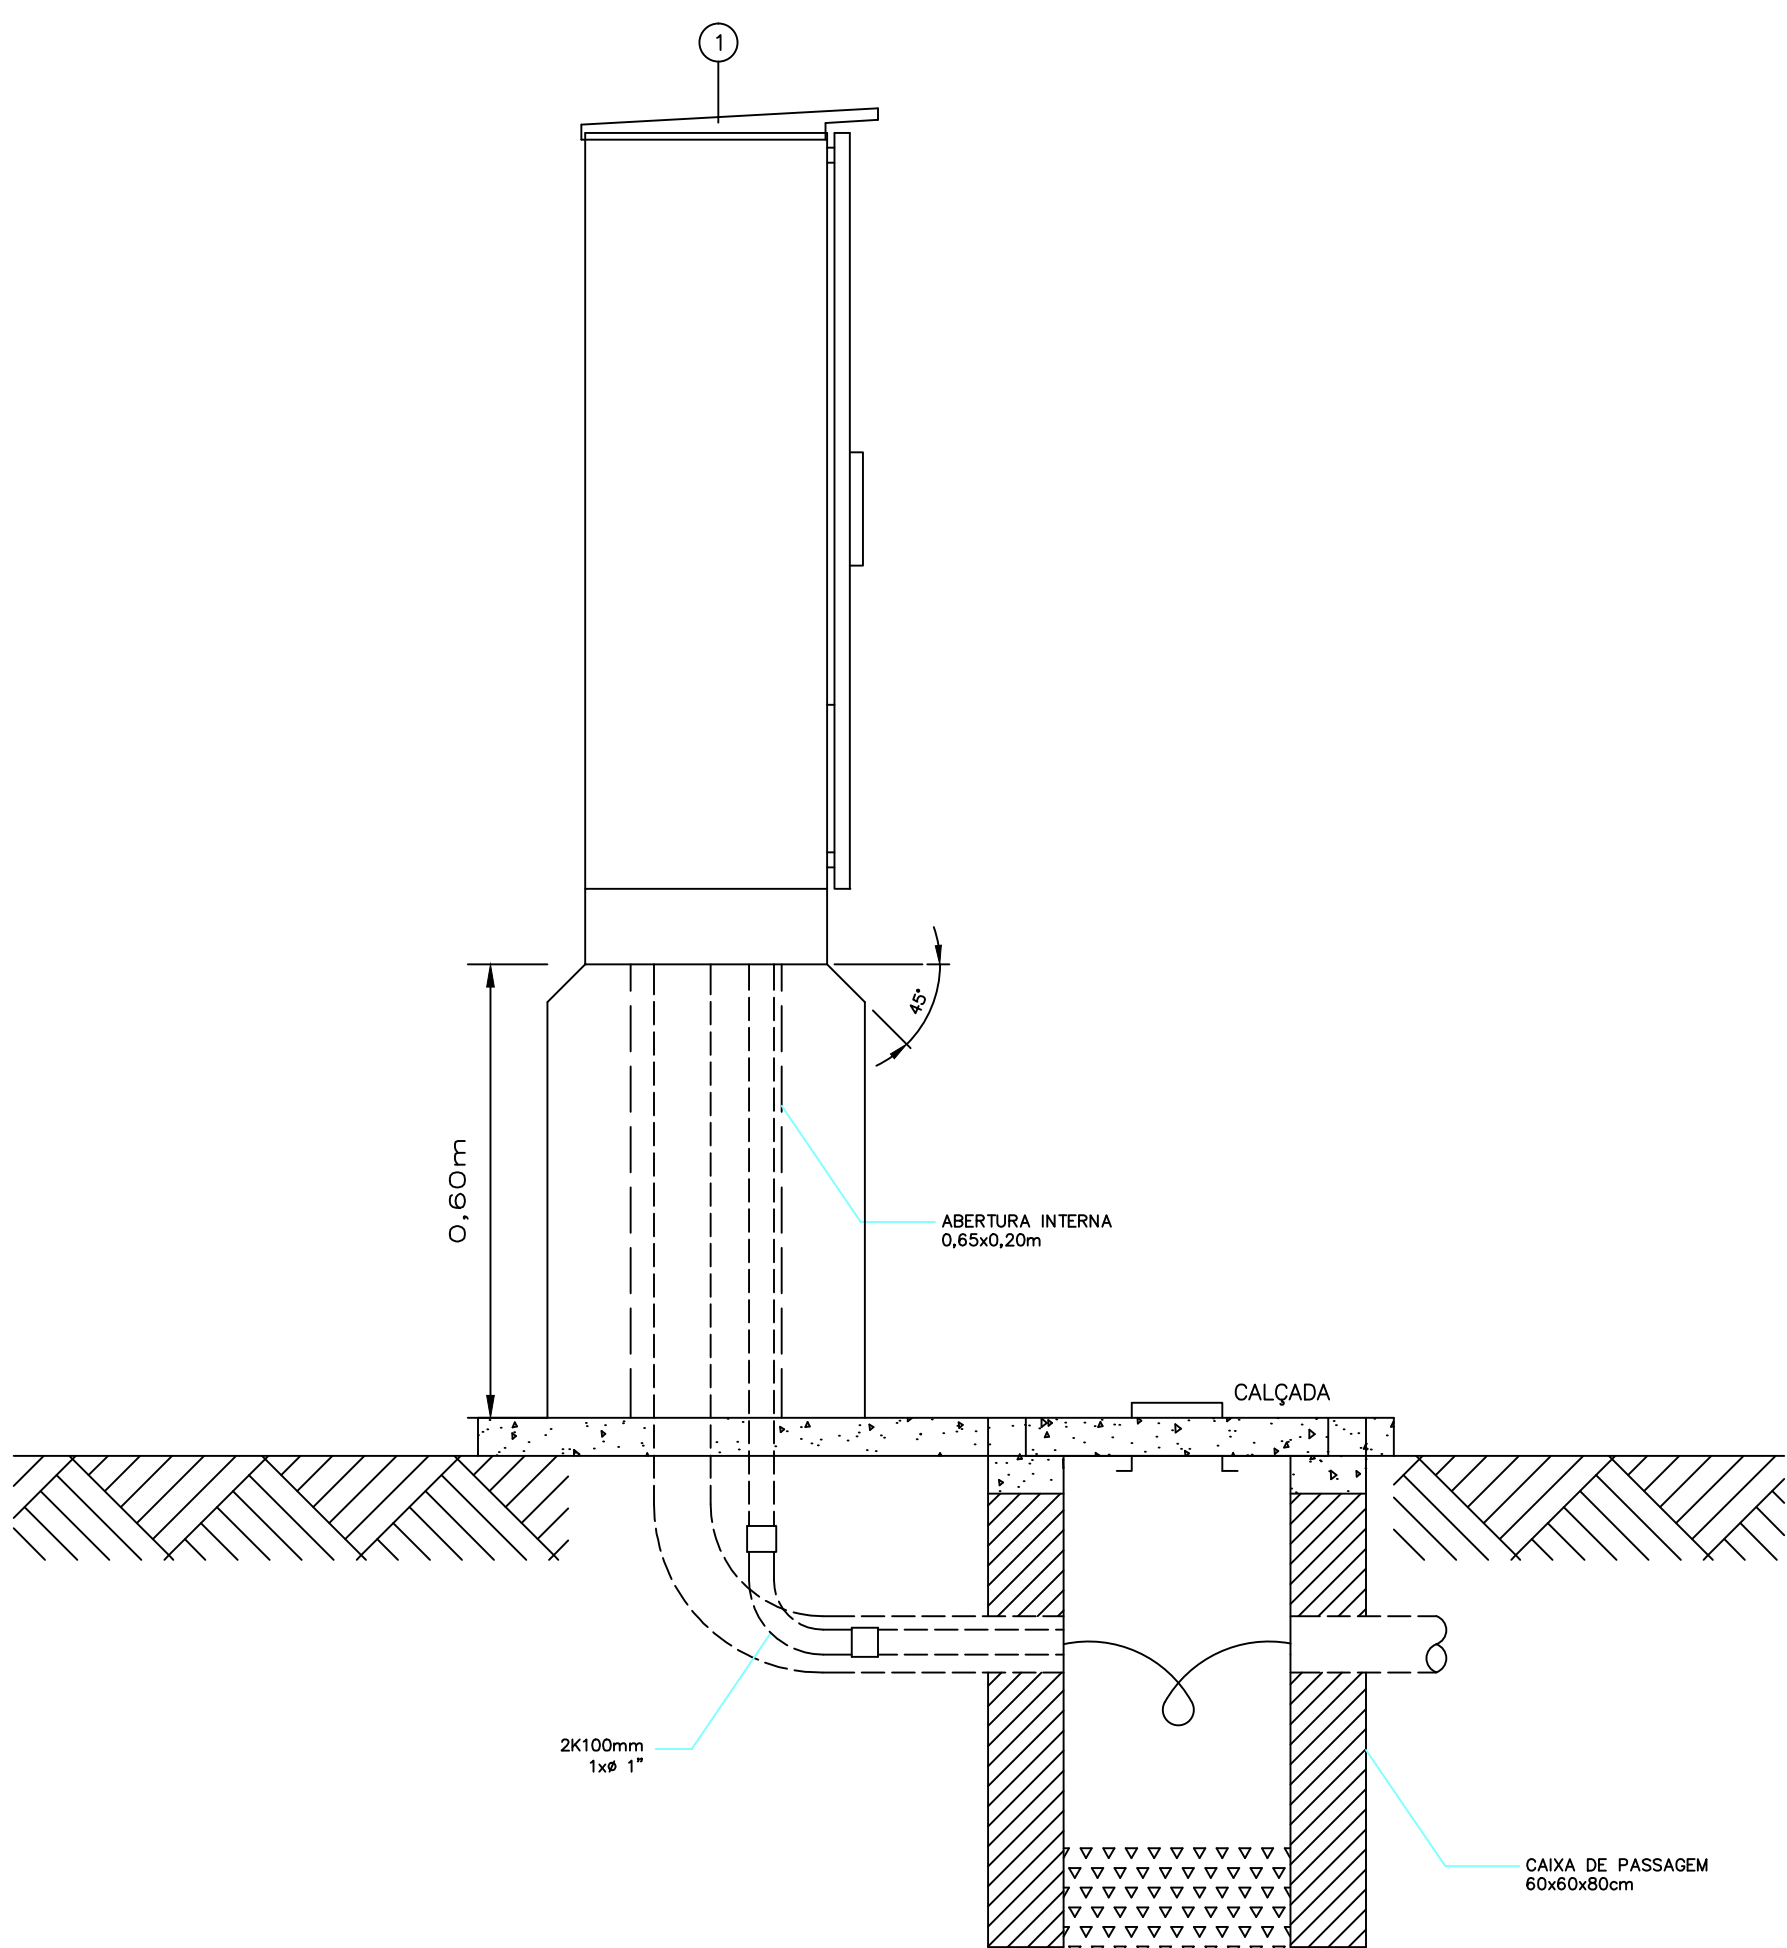 1
45°
0,60m
ABERTURA INTERNA
0,65x0,20m
CALÇADA
2K100mm
1xø 1"
CAIXA DE PASSAGEM
60x60x80cm